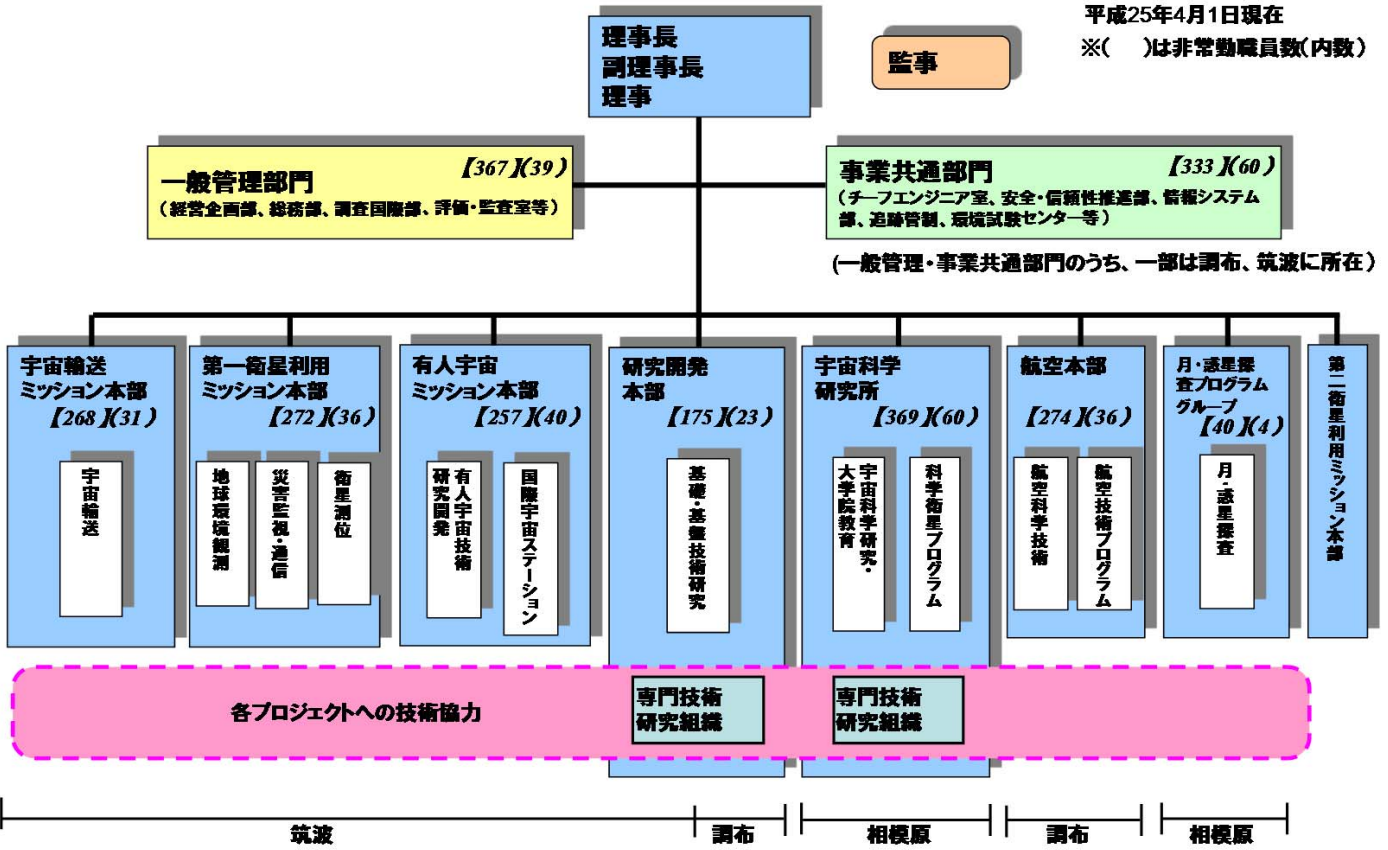 平成25年4月1日現在
※(　)は非常勤職員数(内数)
理事長
副理事長
理事
監事
一般管理部門
【367】(39)
(経営企画部、総務部、調査国際部、評価・監査室等)
事業共通部門
【333】(60)
(チーフエンジニア室、安全・信頼性推進部、情報システム
部、追跡管制、環境試験センター等)
(一般管理・事業共通部門のうち、一部は調布、筑波に所在)
宇宙輸送
ミッション本部
【268】(31)
宇宙輸送
第一衛星利用
ミッション本部
【272】(36)
地球環境観測
災害監視・通信
衛星測位
有人宇宙
ミッション本部
【257】(40)
有人宇宙技術
研究開発
国際宇宙ステーション
研究開発
本部
【175】(23)
基礎・基盤技術研究
宇宙科学
研究所
【369】(60)
宇宙科学研究・
大学院教育
科学衛星プログラム
航空本部
【274】(36)
航空科学技術
航空技術プログラム
月・惑星探
査プログラム
グループ
【40】(4)
月・惑星探査
第二衛星利用ミッション本部
各プロジェクトへの技術協力
専門技術
研究組織
専門技術
研究組織
筑波
調布
相模原
調布
相模原